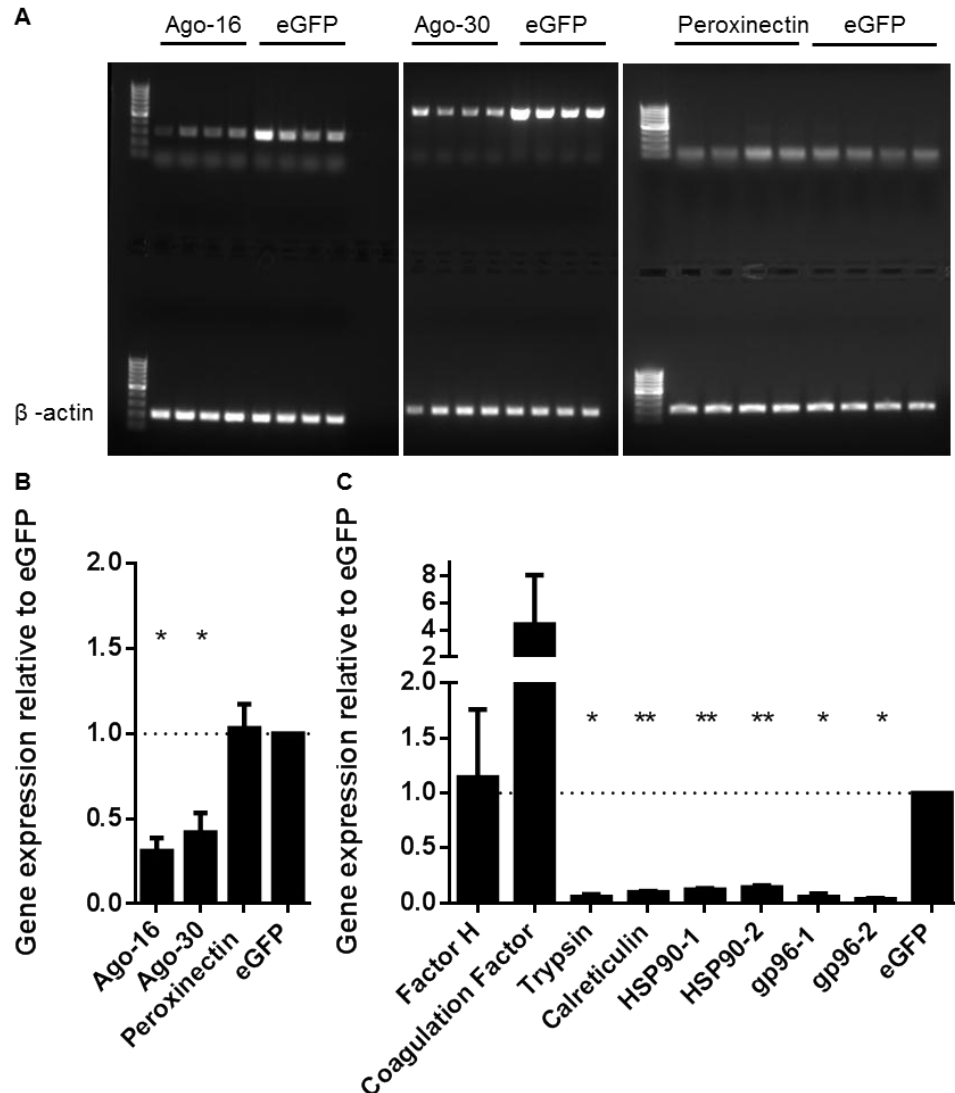 A
Ago-16 eGFP Ago-30 eGFP Peroxinectin eGFP
β -actin
B
Gene expression relative to eGFP
2.0
1.5
1.0
0.5
0.0
* *
Ago-16
Ago-30
Peroxinectin
eGFP
C
Gene expression relative to eGFP
8
6
4
2
2.0
1.5
1.0
0.5
0.0
* ** ** ** * *
Factor H
Coagulation Factor
Trypsin
Calreticulin
HSP90-1
HSP90-2
gp96-1
gp96-2
eGFP